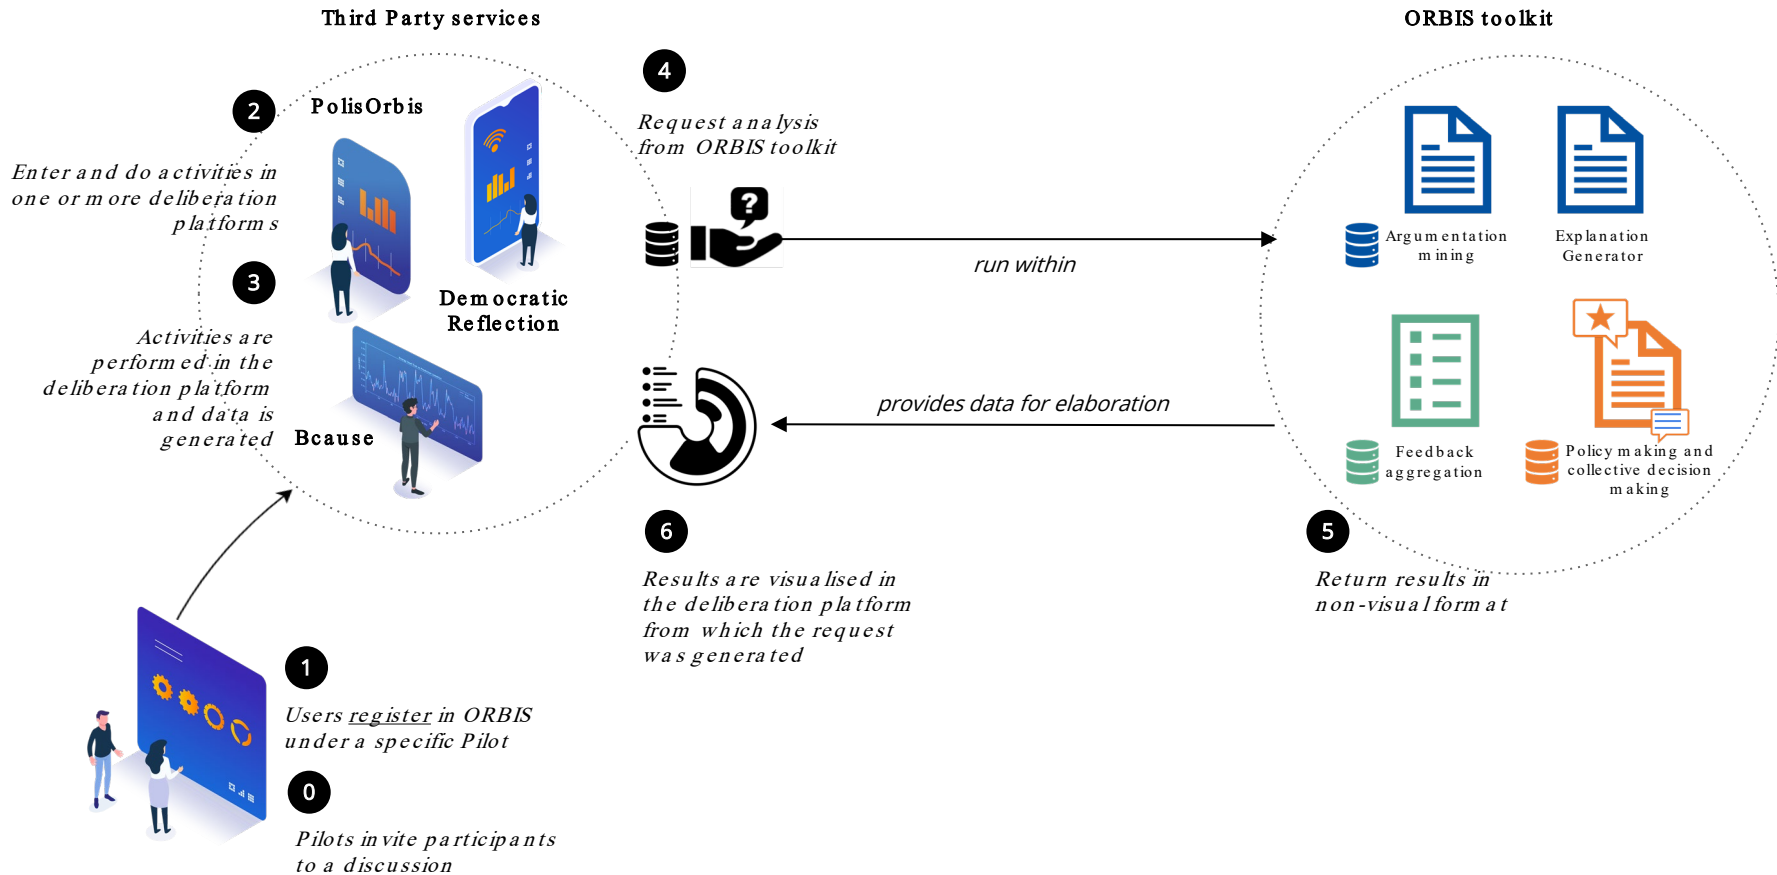 Third Party services
ORBIS toolkit
2
PolisOrbis
Enter and do activities in
one or more deliberation
platforms
Democratic
Reflection
3
Activities are
performed in the
deliberation platform
and data is
generated
Bcause
4
Request analysis
from ORBIS toolkit
?
run within
provides data for elaboration
Argumentation
mining
Explanation
Generator
Feedback
aggregation
Policy making and
collective decision
making
5
Return results in
non-visual format
6
Results are visualised in
the deliberation platform
from which the request
was generated
1
Users register in ORBIS
under a specific Pilot
0
Pilots invite participants
to a discussion